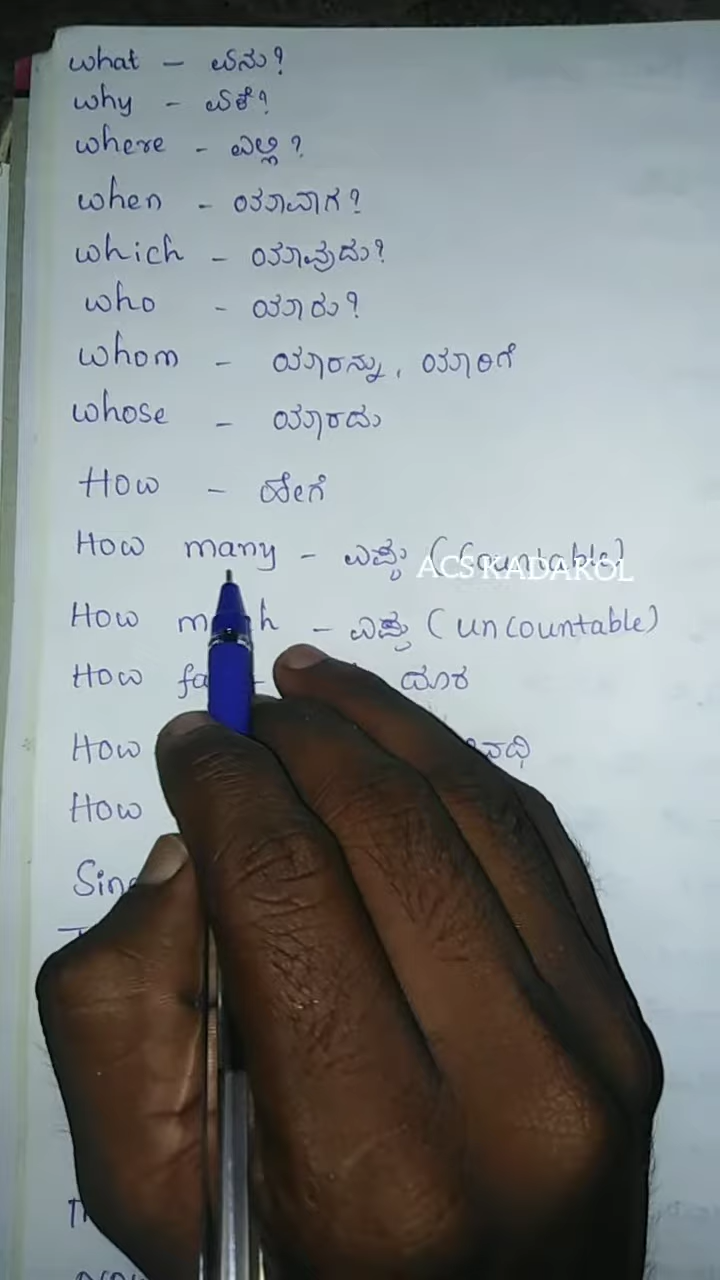 what - ಏನು?
why - ಏಕೆ?
where - ಎಲ್ಲಿ?
when - ಯಾವಾಗ?
which - ಯಾವುದು?
who - ಯಾರು?
whom - ಯಾರನ್ನು, ಯಾರಿಗೆ
whose - ಯಾರದು
How - ಹೇಗೆ
How many - ಎಷ್ಟು (Countable)
ACS KADAROL
How - ಎಷ್ಟು (uncountable)
How ದೂರ
How
How